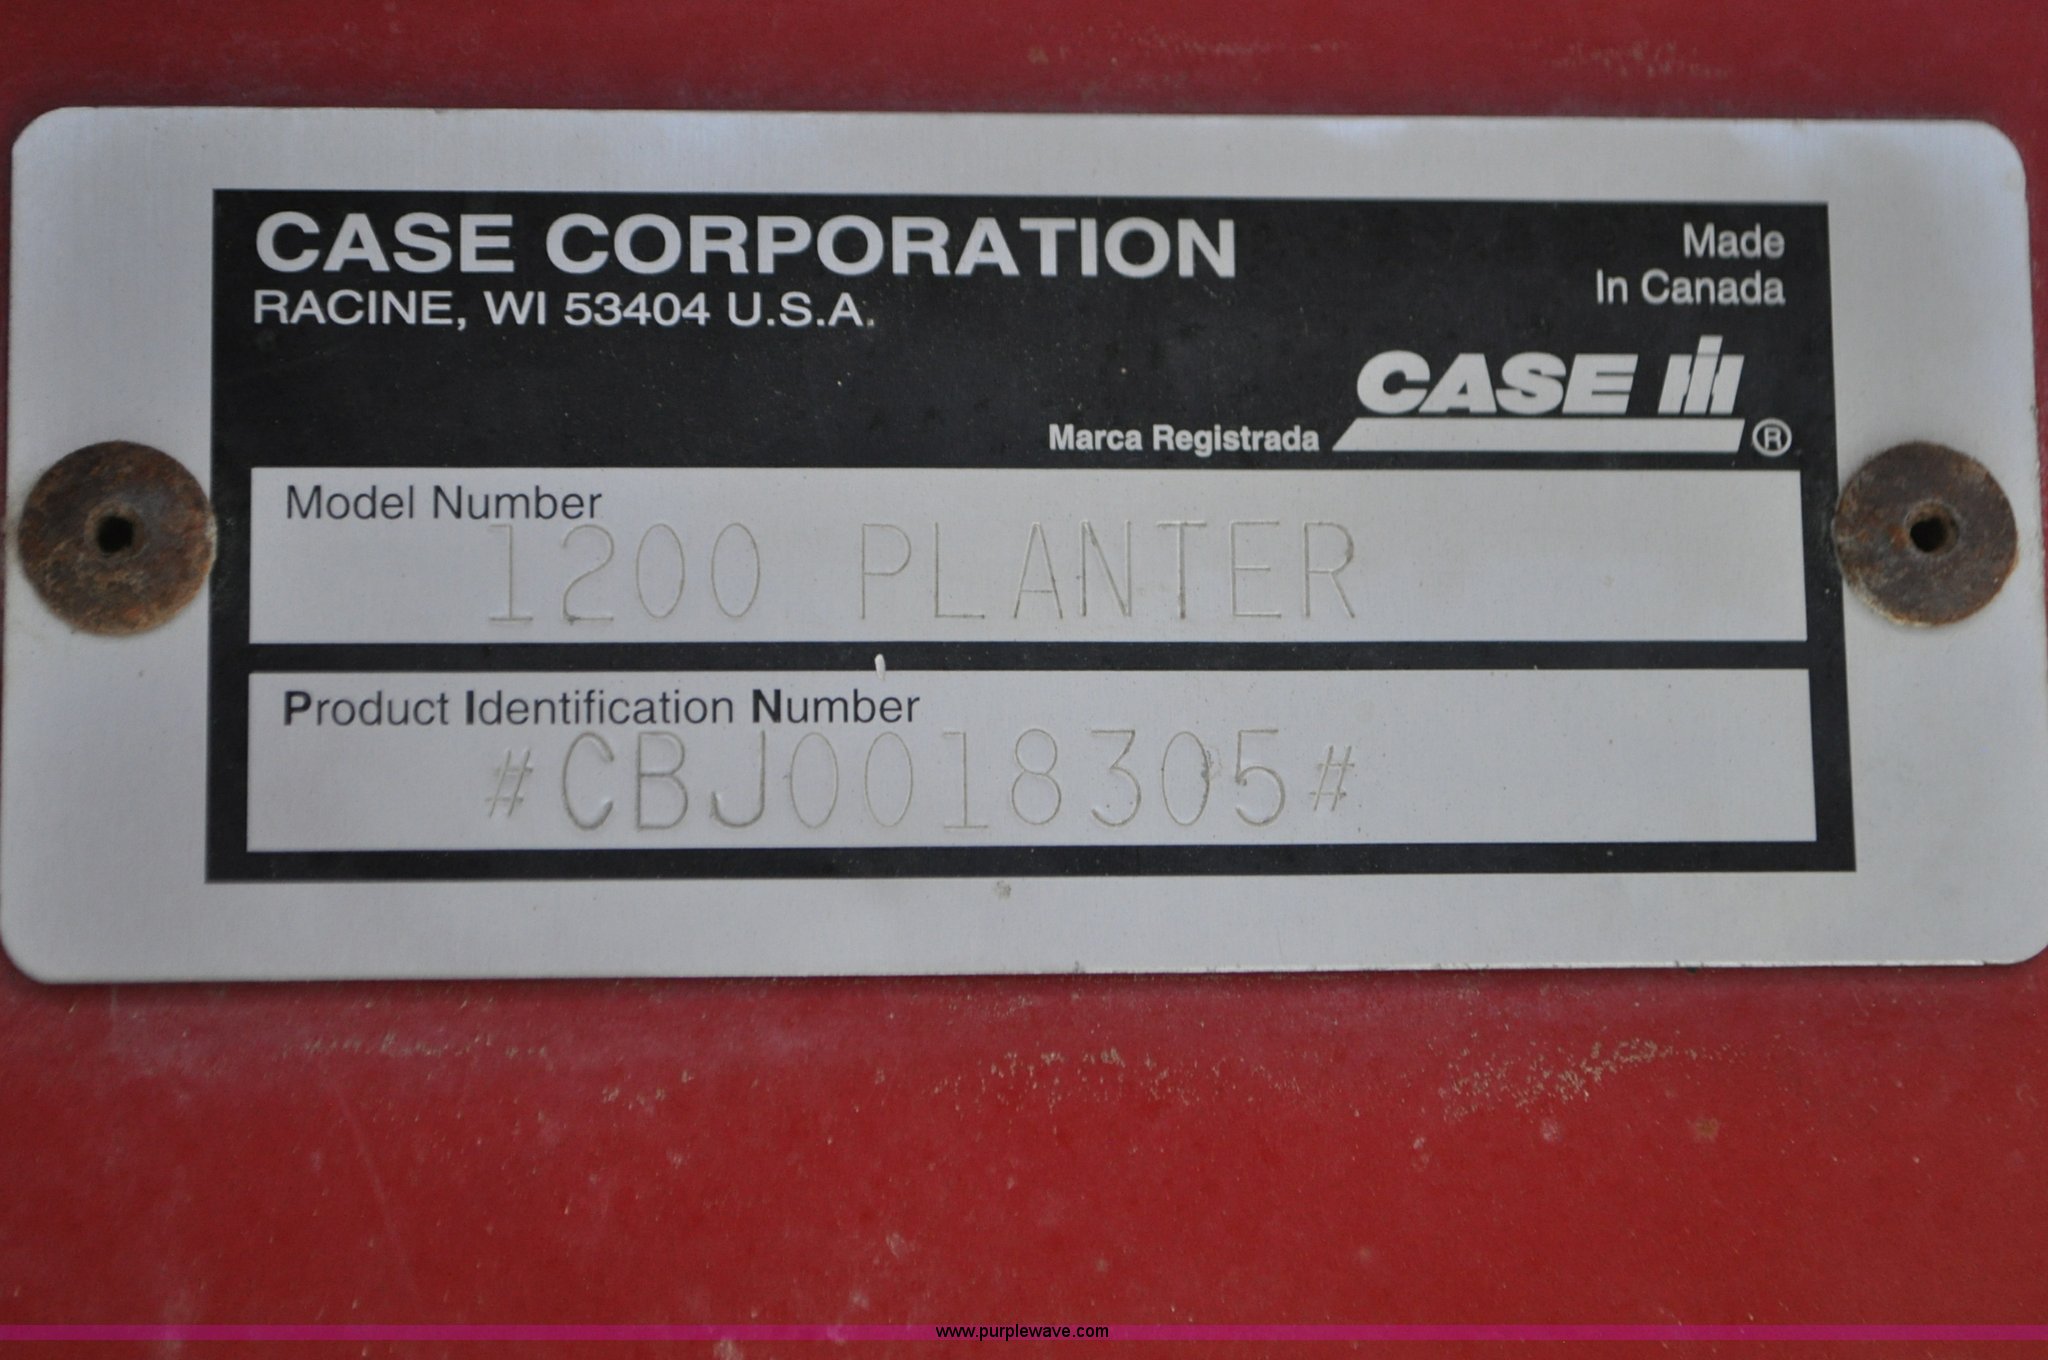 CASE CORPORATION
RACINE, WI 53404 U.S.A.
Made
In Canada
CASE IH
Marca Registrada ®
Model Number
1200 PLANTER
Product Identification Number
#CBJ0018305#
www.purplewave.com